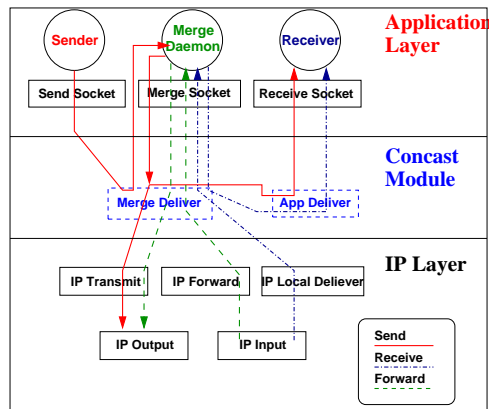 Sender
Merge
Daemon
Receiver
Application
Layer
Send Socket
Merge Socket
Receive Socket
Concast
Module
Merge Deliver
App Deliver
IP Layer
IP Transmit
IP Forward
IP Local Deliever
IP Output
IP Input
Send
Receive
Forward